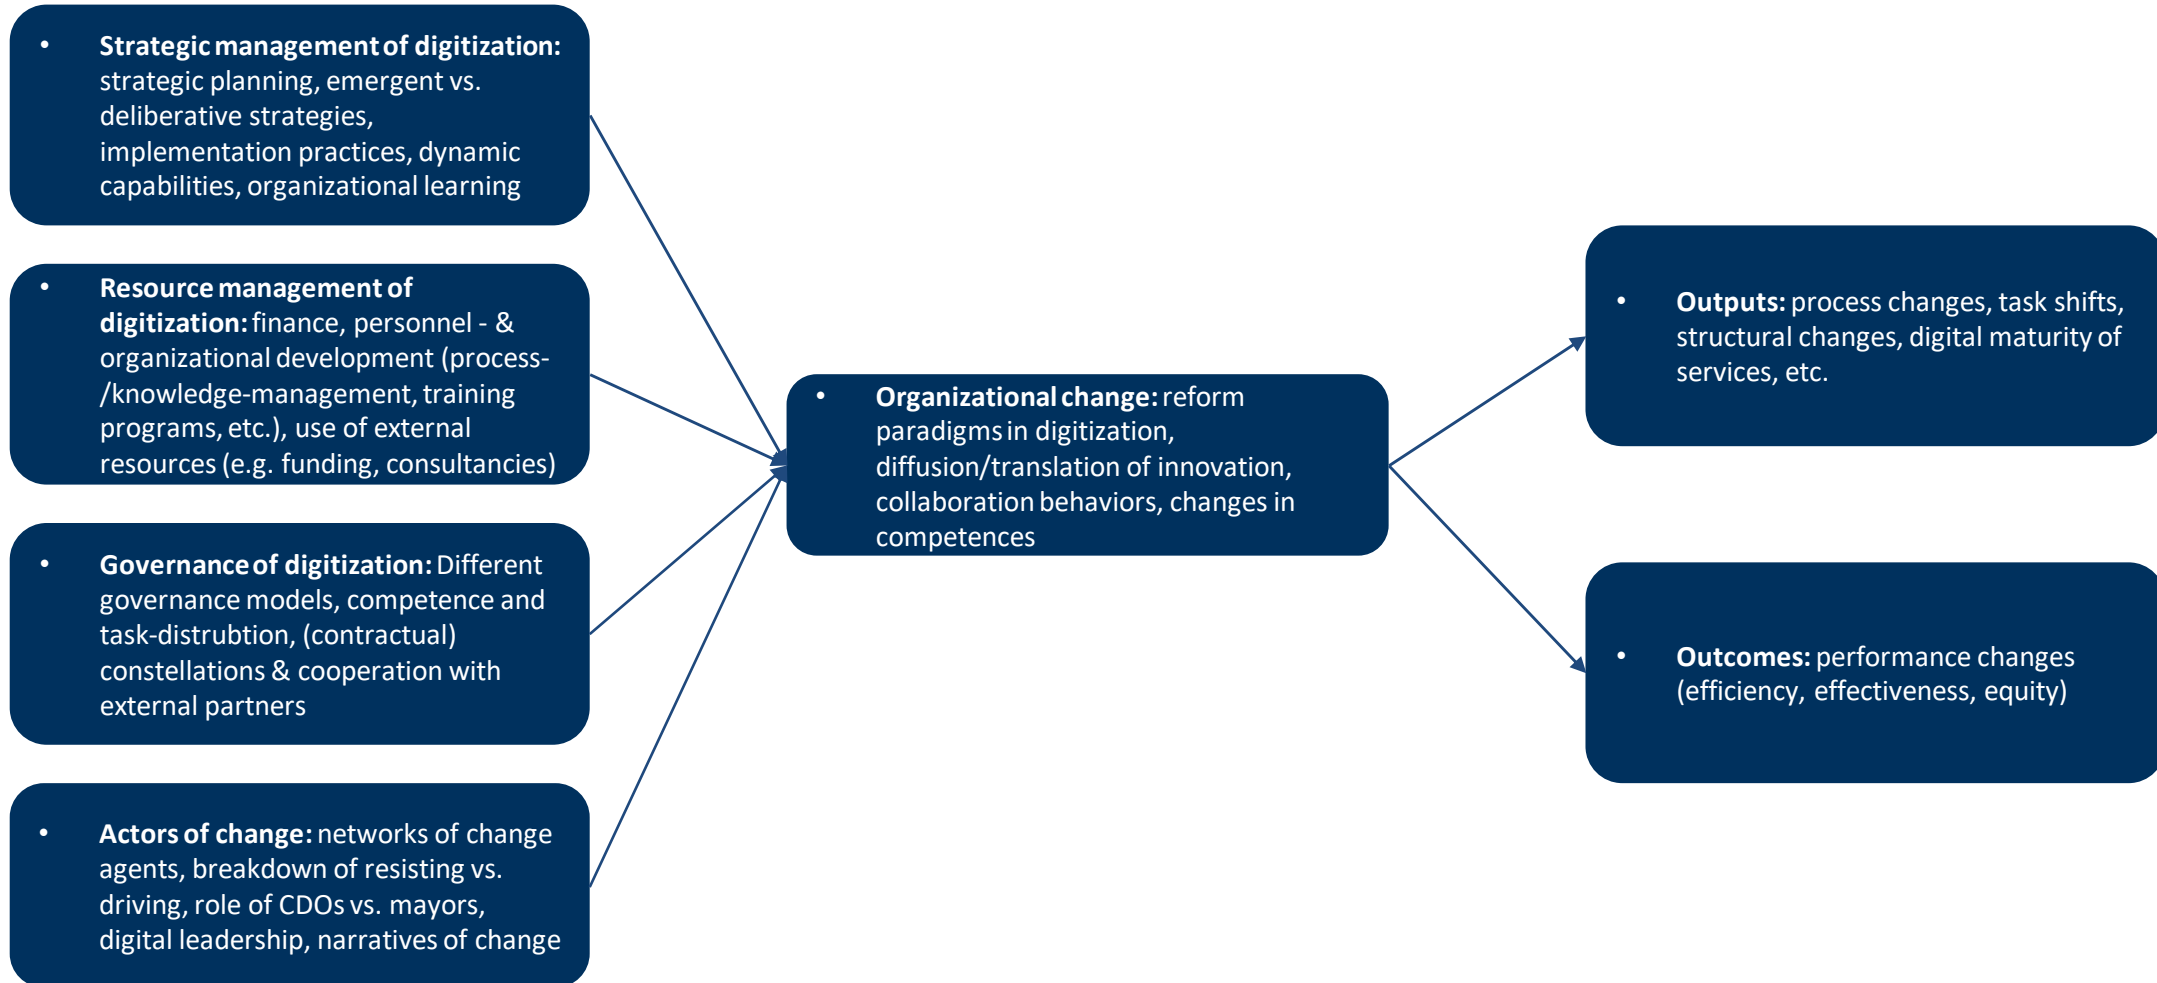 • Strategic management of digitization:
strategic planning, emergent vs.
deliberative strategies,
implementation practices, dynamic
capabilities, organizational learning
• Resource management of
digitization: finance, personnel - &
organizational development (process-
/knowledge-management, training
programs, etc.), use of external
resources (e.g. funding, consultancies)
• Governance of digitization: Different
governance models, competence and
task-distrubtion, (contractual)
constellations & cooperation with
external partners
• Actors of change: networks of change
agents, breakdown of resisting vs.
driving, role of CDOs vs. mayors,
digital leadership, narratives of change
• Organizational change: reform
paradigms in digitization,
diffusion/translation of innovation,
collaboration behaviors, changes in
competences
• Outputs: process changes, task shifts,
structural changes, digital maturity of
services, etc.
• Outcomes: performance changes
(efficiency, effectiveness, equity)